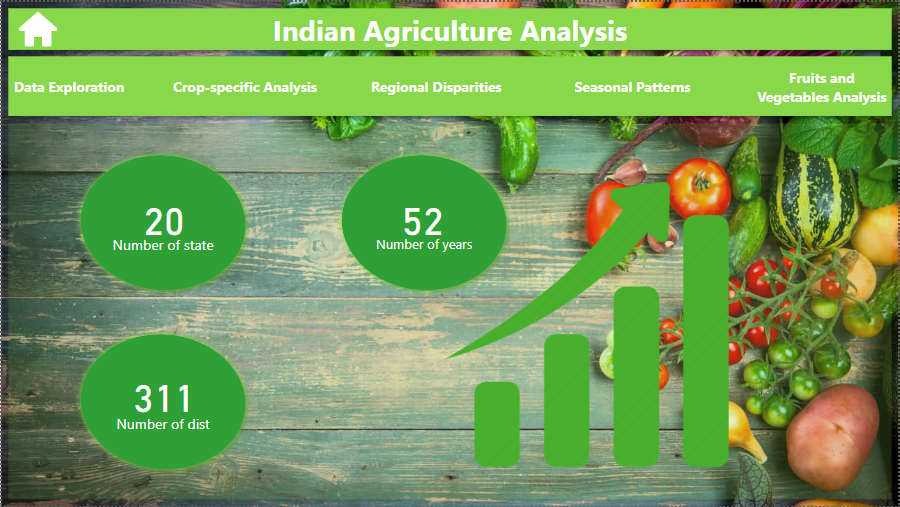 Indian Agriculture Analysis
Data Exploration
Crop-specific Analysis
Regional Disparities
Seasonal Patterns
Fruits and
Vegetables Analysis
20
Number of state
52
Number of years
311
Number of dist